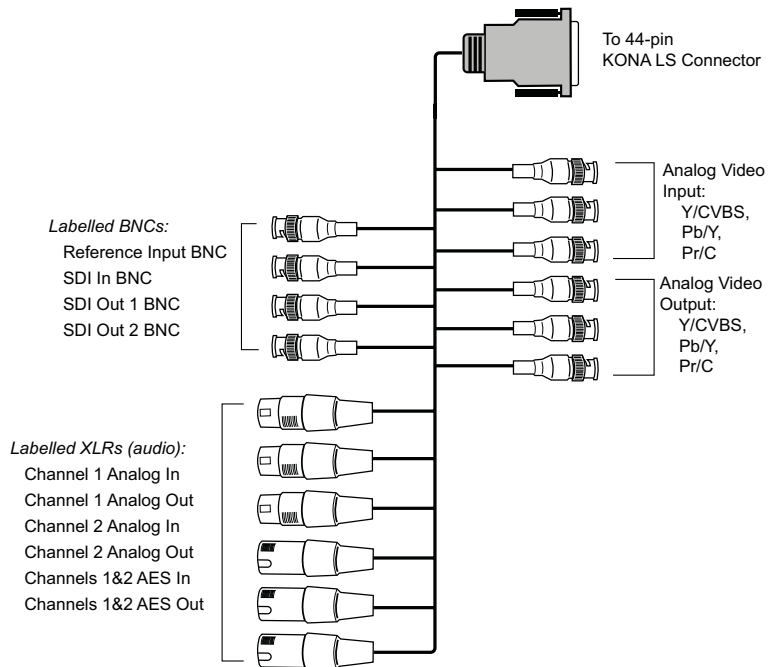 To 44-pin
KONA LS Connector
Analog Video
Input:
Y/CVBS,
Pb/Y,
Pr/C
Labelled BNCs:
Reference Input BNC
SDI In BNC
SDI Out 1 BNC
SDI Out 2 BNC
Analog Video
Output:
Y/CVBS,
Pb/Y,
Pr/C
Labelled XLRs (audio):
Channel 1 Analog In
Channel 1 Analog Out
Channel 2 Analog In
Channel 2 Analog Out
Channels 1&2 AES In
Channels 1&2 AES Out